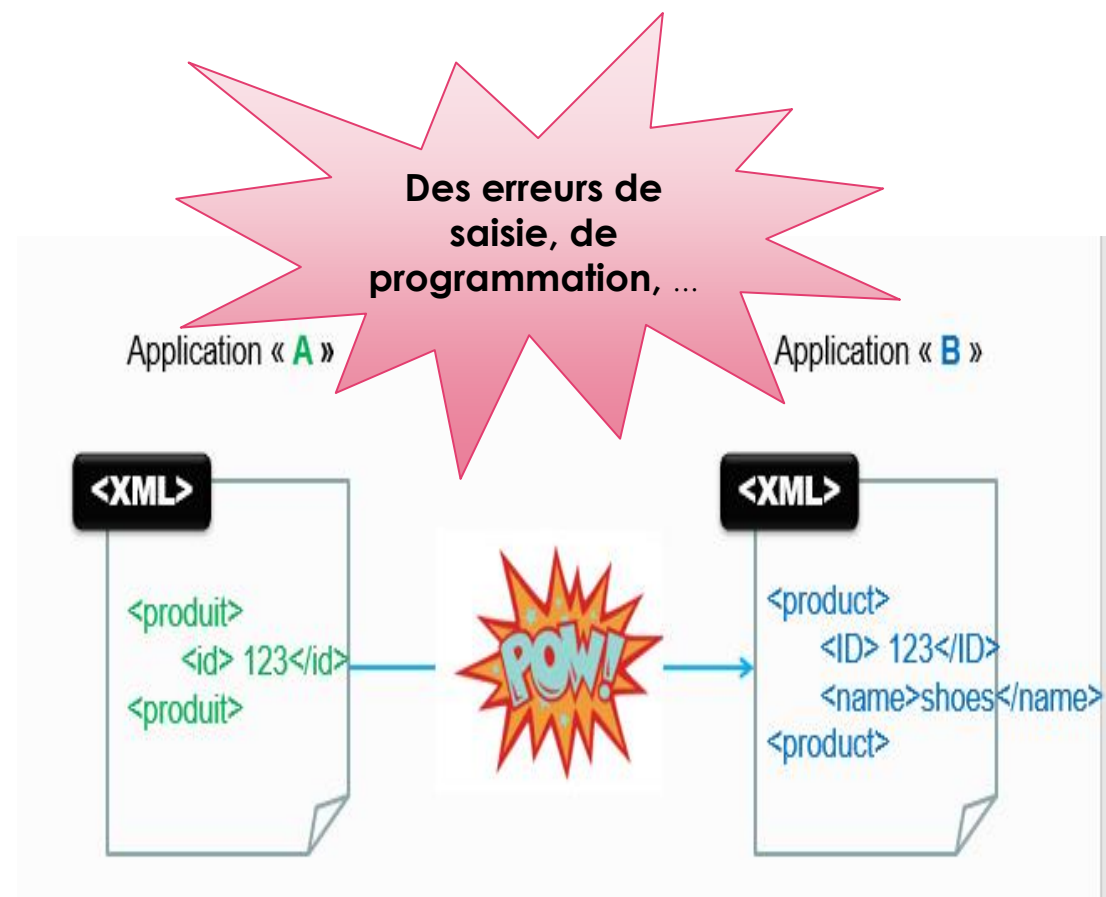 Des erreurs de
saisie, de
programmation, ...
Application « A »
Application « B »
<XML>
<produit>
<id> 123</id>
<produit>
POW!
<XML>
<product>
<ID> 123</ID>
<name>shoes</name>
<product>